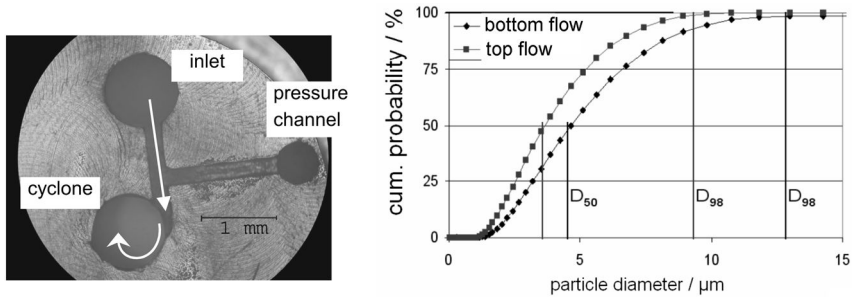 inlet
pressure
channel
cyclone
1 mm
cum. probability / %
100
75
50
25
0
bottom flow
top flow
D50
D98
D98
0
5
10
15
particle diameter / µm